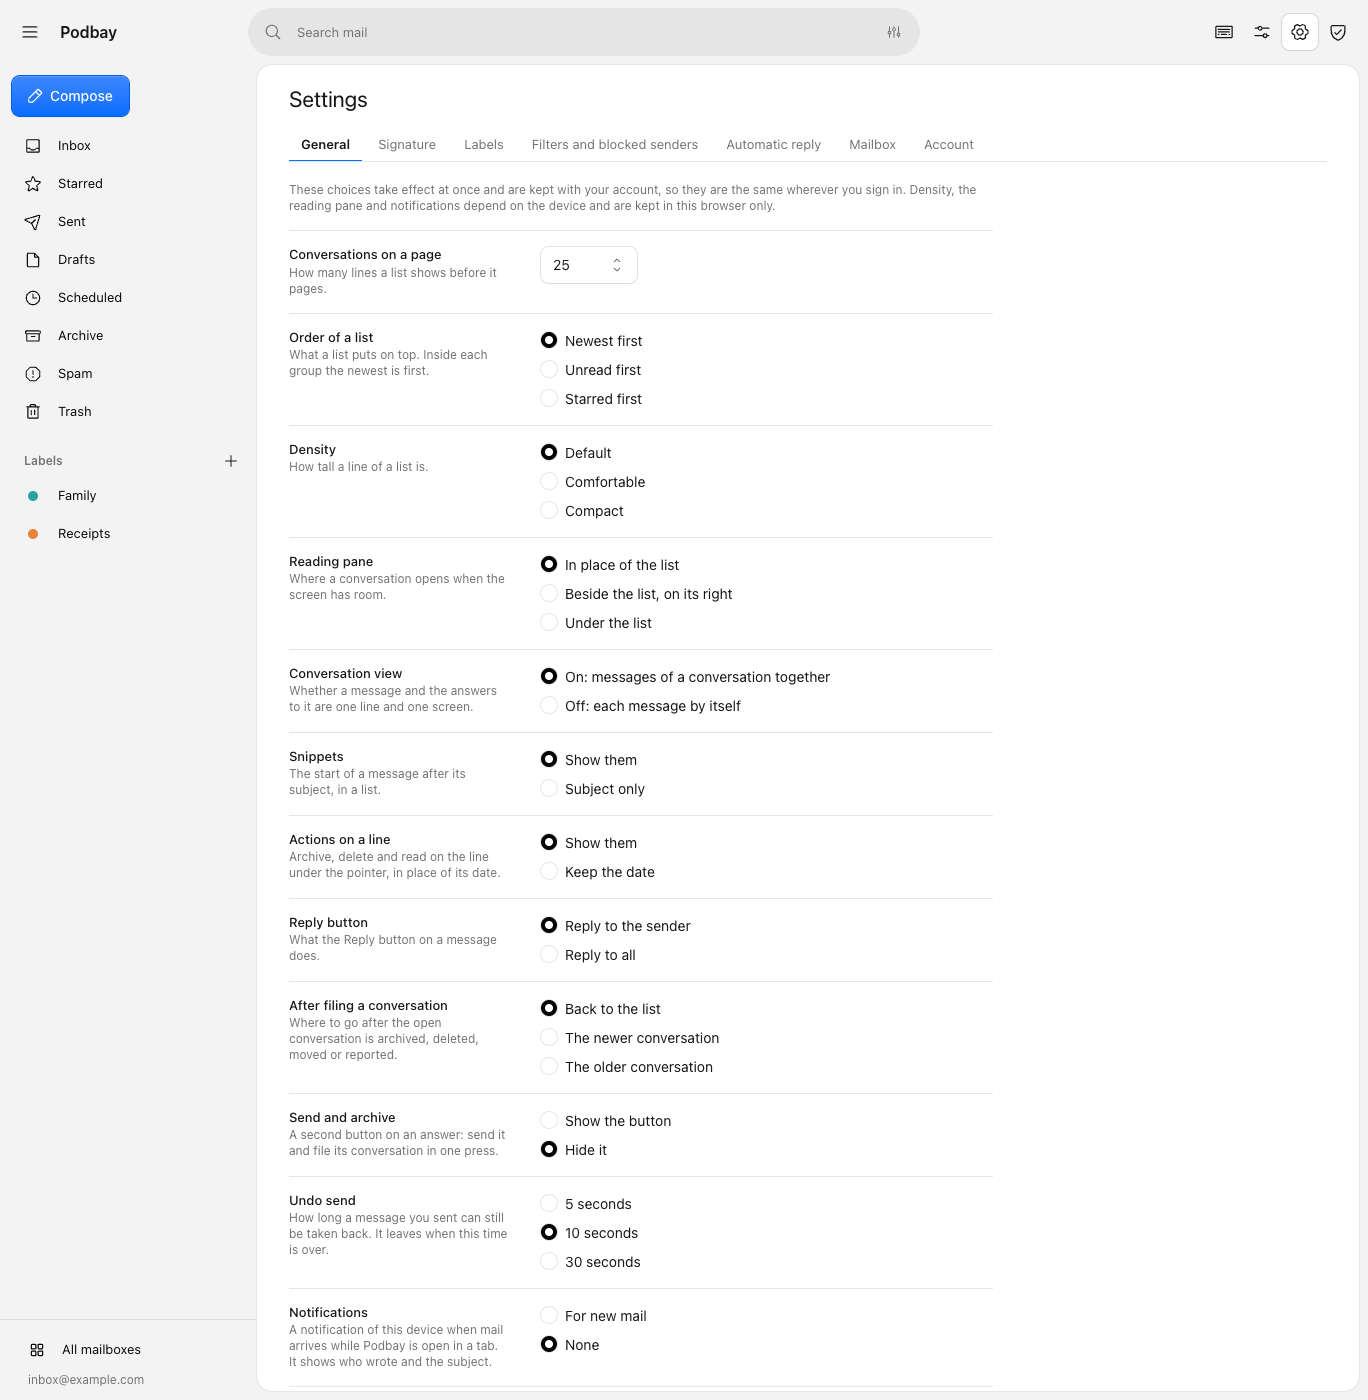 Podbay
Search mail
Compose
Inbox
Starred
Sent
Drafts
Scheduled
Archive
Spam
Trash
Labels
Family
Receipts
All mailboxes
inbox@example.com
Settings
General Signature Labels Filters and blocked senders Automatic reply Mailbox Account
These choices take effect at once and are kept with your account, so they are the same wherever you sign in. Density, the
reading pane and notifications depend on the device and are kept in this browser only.
Conversations on a page
How many lines a list shows before it
pages.
25
Order of a list
What a list puts on top. Inside each
group the newest is first.
Newest first
Unread first
Starred first
Density
How tall a line of a list is.
Default
Comfortable
Compact
Reading pane
Where a conversation opens when the
screen has room.
In place of the list
Beside the list, on its right
Under the list
Conversation view
Whether a message and the answers
to it are one line and one screen.
On: messages of a conversation together
Off: each message by itself
Snippets
The start of a message after its
subject, in a list.
Show them
Subject only
Actions on a line
Archive, delete and read on the line
under the pointer, in place of its date.
Show them
Keep the date
Reply button
What the Reply button on a message
does.
Reply to the sender
Reply to all
After filing a conversation
Where to go after the open
conversation is archived, deleted,
moved or reported.
Back to the list
The newer conversation
The older conversation
Send and archive
A second button on an answer: send it
and file its conversation in one press.
Show the button
Hide it
Undo send
How long a message you sent can still
be taken back. It leaves when this time
is over.
5 seconds
10 seconds
30 seconds
Notifications
A notification of this device when mail
arrives while Podbay is open in a tab.
It shows who wrote and the subject.
For new mail
None